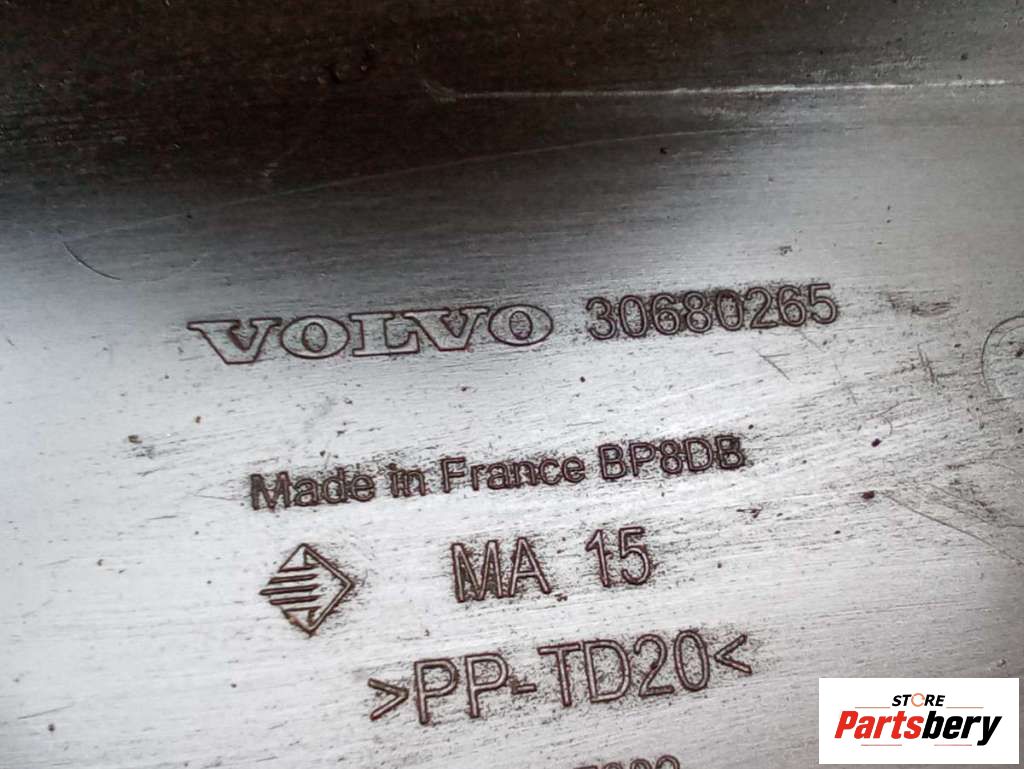 VOLVO 30680265
Made in France BP8DB
MA 15
>PP-TD20<
STORE
Partsbery